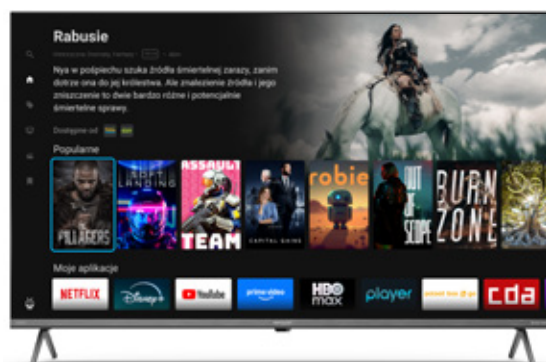 Rabusie
Nya w pośpiechu szuka źródła śmiertelnej zarazy, zanim
dotrze ona do jej królestwa. Ale znalezienie źródła i jego
zniszczenie to dwie bardzo różne i potencjalnie
śmiertelne sprawy.
Dostępne od
Popularne
PILLAGERS
SOFT
LANDING
ASSAULT
TEAM
CAPITAL GAINS
robie
OUT
OF
SCOPE
BURN
ZONE
Moje aplikacje
NETFLIX
Disney+
YouTube
prime video
HBO
max
player
cda